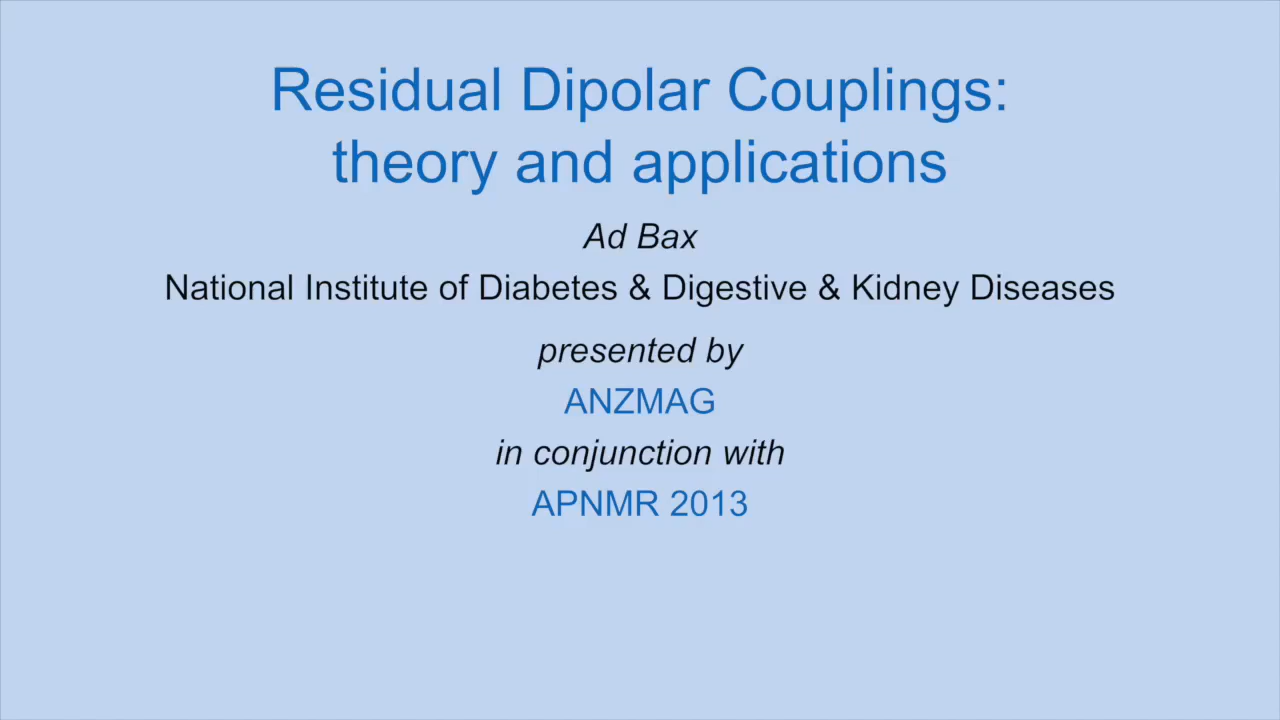 Residual Dipolar Couplings:
theory and applications
Ad Bax
National Institute of Diabetes & Digestive & Kidney Diseases
presented by
ANZMAG
in conjunction with
APNMR 2013